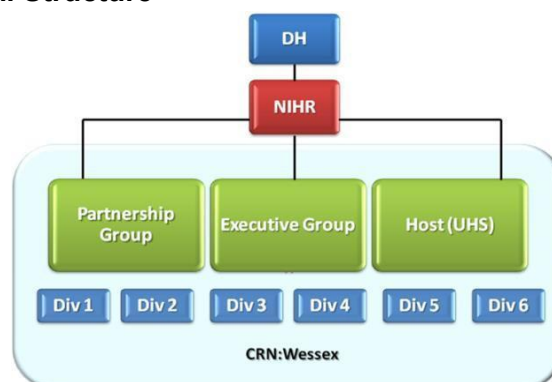 Structure
DH
NIHR
Partnership
Group
Executive Group
Host (UHS)
Div 1
Div 2
Div 3
Div 4
Div 5
Div 6
CRN:Wessex